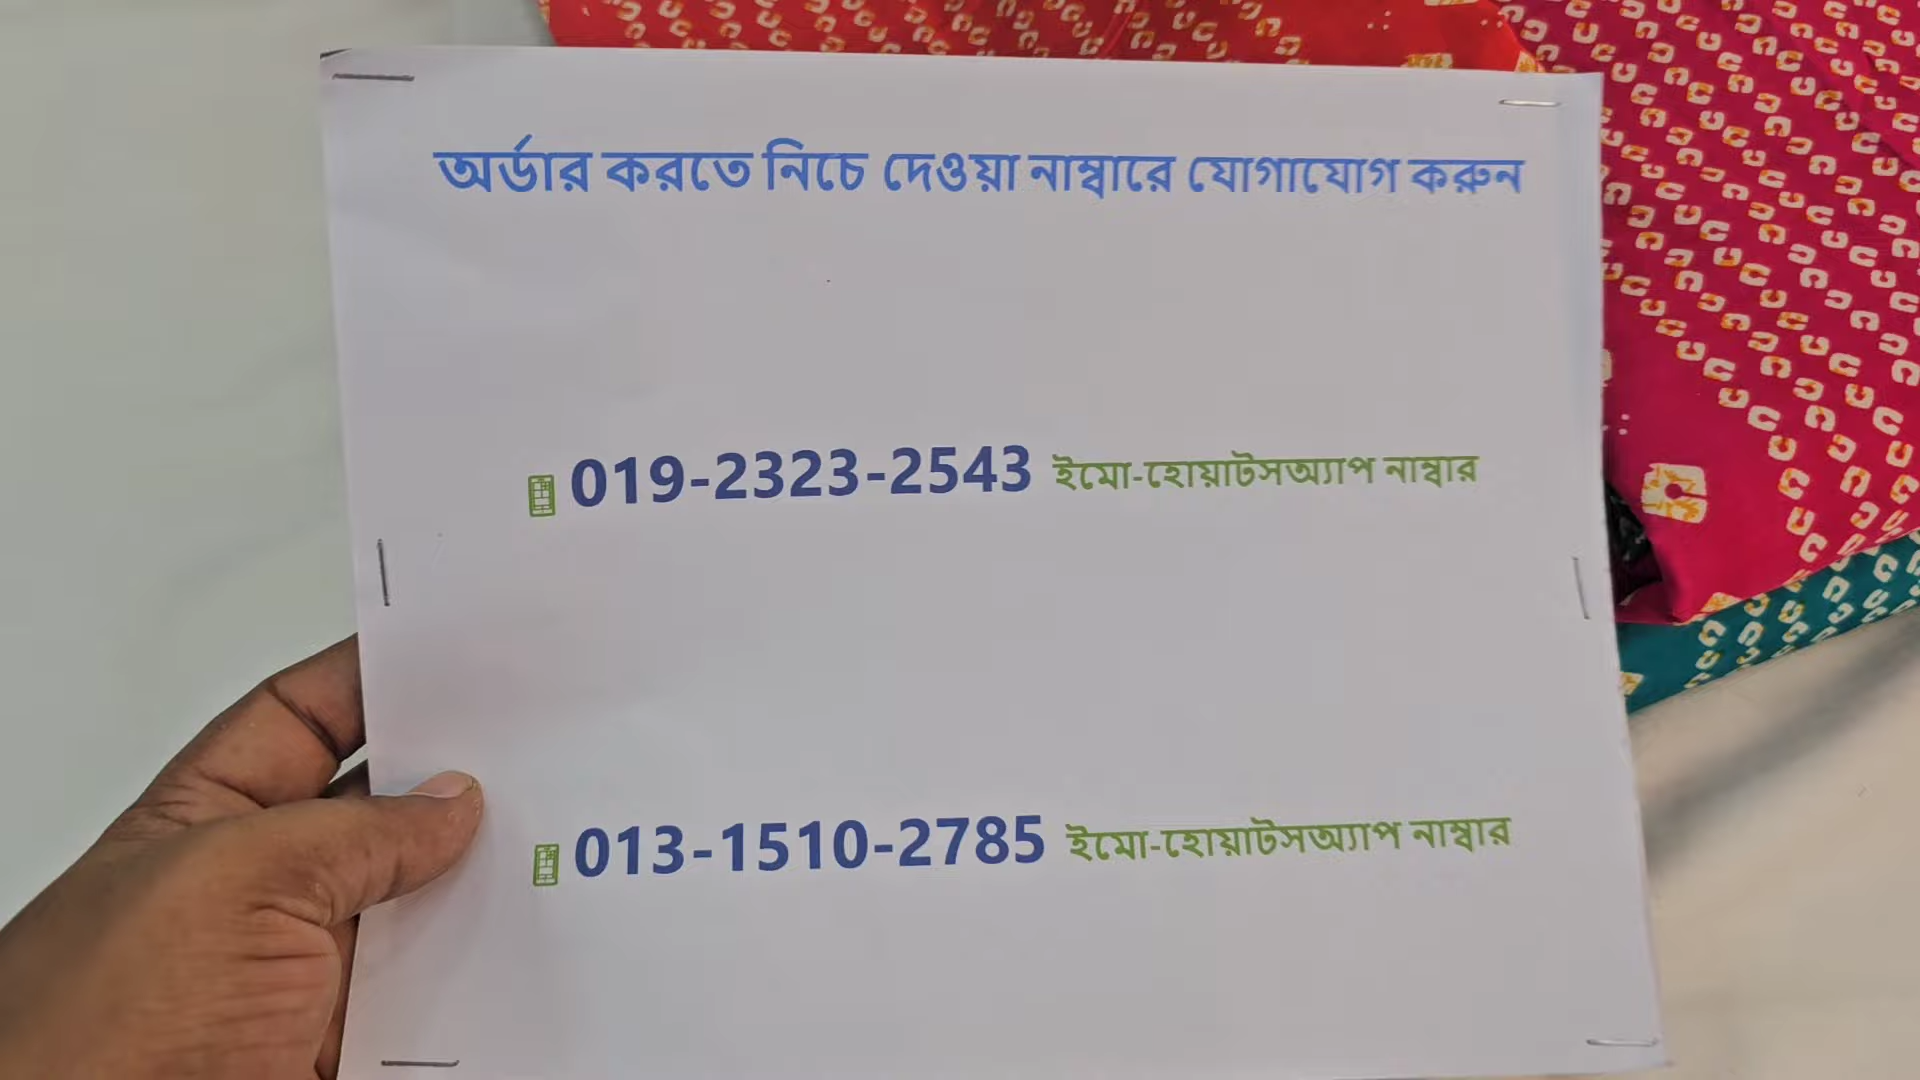 অর্ডার করতে নিচে দেওয়া নাম্বারে যোগাযোগ করুন
019-2323-2543 ইমো-হোয়াটসঅ্যাপ নাম্বার
013-1510-2785 ইমো-হোয়াটসঅ্যাপ নাম্বার